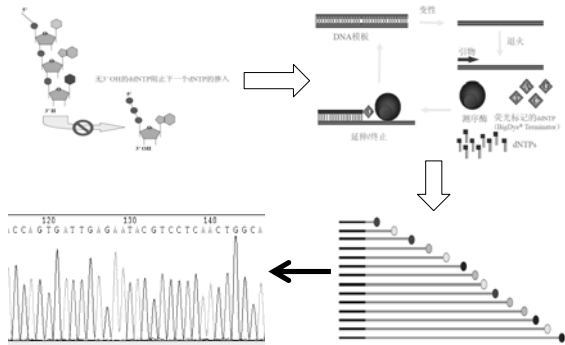 5'
无3' OH的ddNTP阻止下一个dNTP的掺入
3'H
5'
3'OH
变性
DNA模板
退火
引物
测序酶
荧光标记的ddNTP
(BigDye® Terminator)
延伸/终止
dNTPs
120 130 140
ACCAGTGATTGAGAATACGTCCTCAACTGGCA